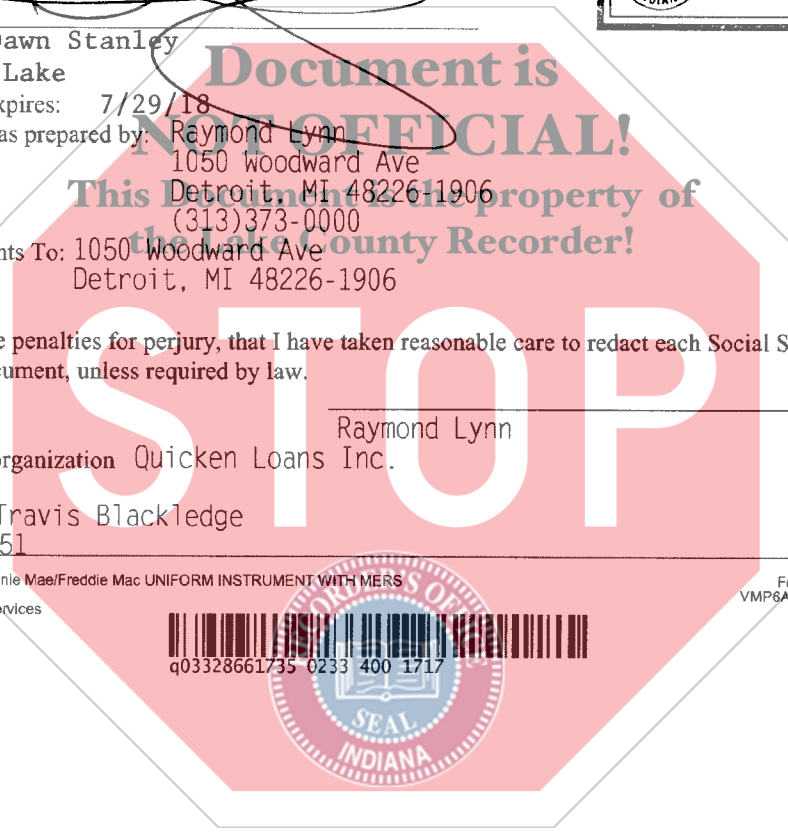 Dawn Stanley
Lake
xpires: 7/29/18
as prepared by: Raymond Lynn
1050 Woodward Ave
Detroit, MI 48226-1906
(313)373-0000
nts To: 1050 Woodward Ave
Detroit, MI 48226-1906
Document is
NOT OFFICIAL!
This Document is the property of
the Lake County Recorder!
e penalties for perjury, that I have taken reasonable care to redact each Social S
cument, unless required by law.
STOP
Raymond Lynn
organization Quicken Loans Inc.
Travis Blackledge
51
nie Mae/Freddie Mac UNIFORM INSTRUMENT WITH MERS
ervices
VMP6A
q03328661735 0233 400 1717
RECORDER'S OFFICE
SEAL
INDIANA